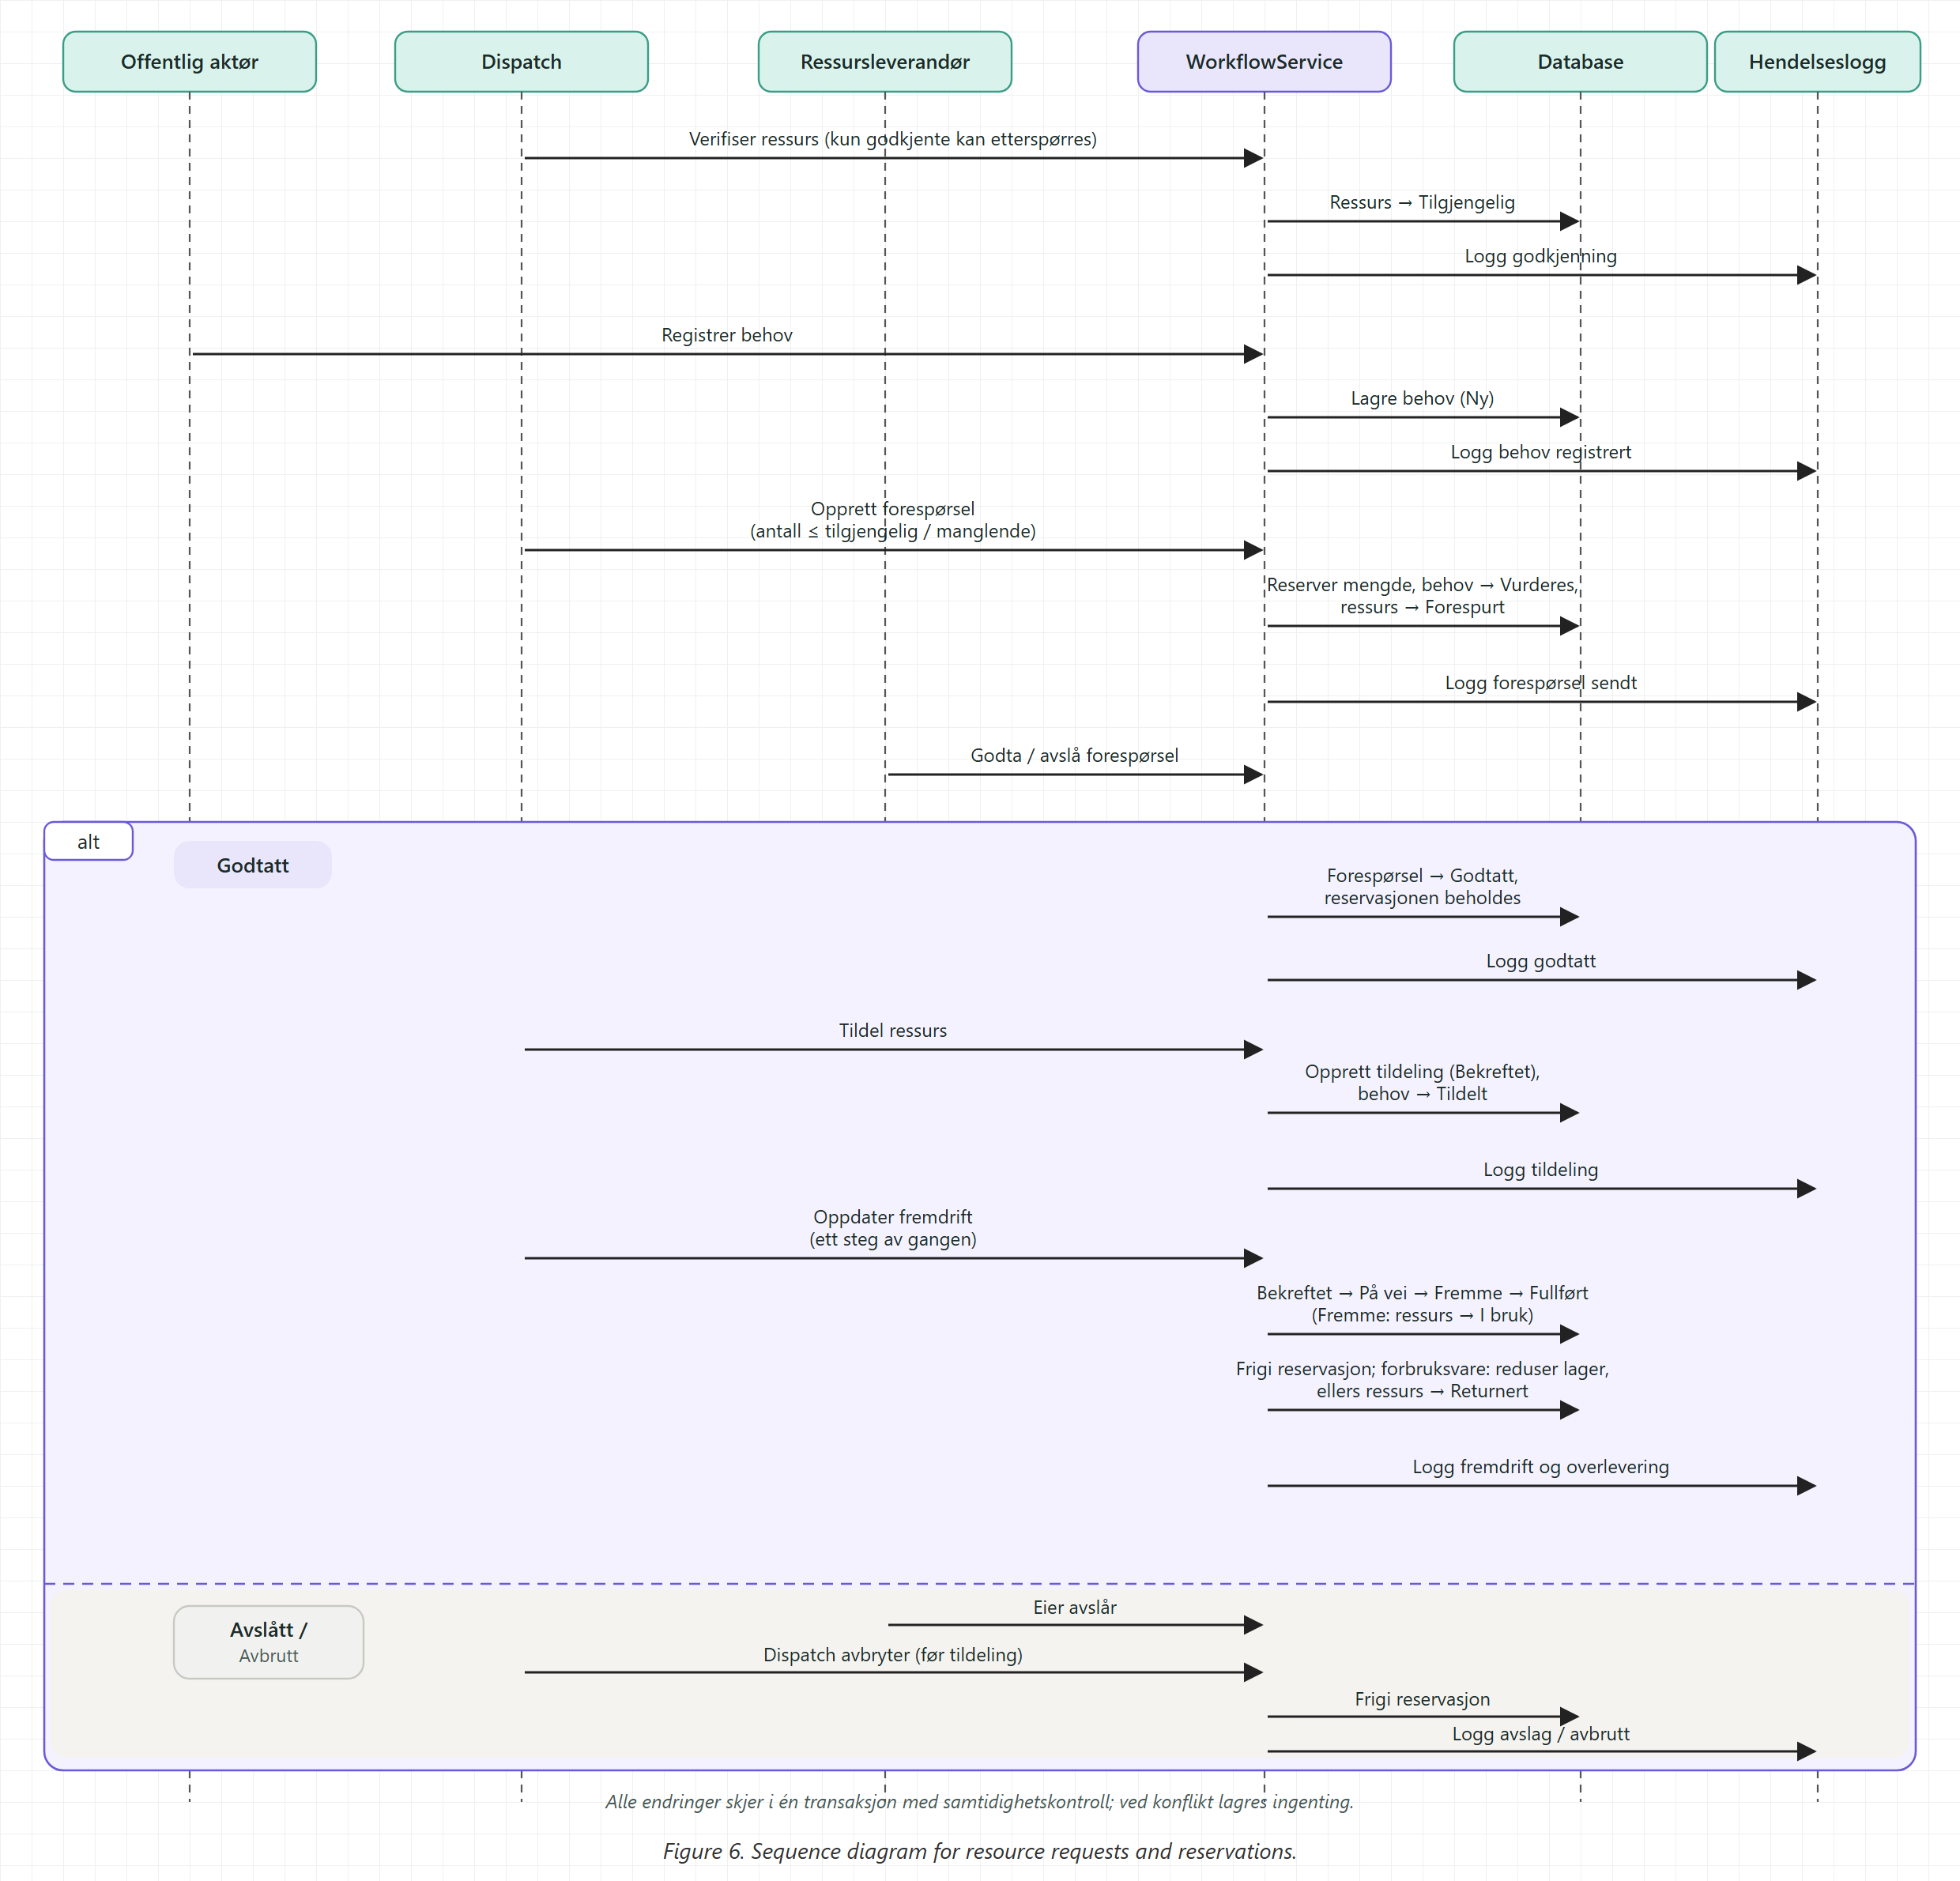 Offentlig aktør
Dispatch
Ressursleverandør
WorkflowService
Database
Hendelseslogg
Verifiser ressurs (kun godkjente kan etterspørres)
Ressurs → Tilgjengelig
Logg godkjenning
Registrer behov
Lagre behov (Ny)
Logg behov registrert
Opprett forespørsel
(antall ≤ tilgjengelig / manglende)
Reserver mengde, behov → Vurderes,
ressurs → Forespurt
Logg forespørsel sendt
Godta / avslå forespørsel
alt
Godtatt
Forespørsel → Godtatt,
reservasjonen beholdes
Logg godtatt
Tildel ressurs
Opprett tildeling (Bekreftet),
behov → Tildelt
Logg tildeling
Oppdater fremdrift
(ett steg av gangen)
Bekreftet → På vei → Fremme → Fullført
(Fremme: ressurs → I bruk)
Frigi reservasjon; forbruksvare: reduser lager,
ellers ressurs → Returnert
Logg fremdrift og overlevering
Avslått /
Avbrutt
Eier avslår
Dispatch avbryter (før tildeling)
Frigi reservasjon
Logg avslag / avbrutt
Alle endringer skjer i én transaksjon med samtidighetskontroll; ved konflikt lagres ingenting.
Figure 6. Sequence diagram for resource requests and reservations.